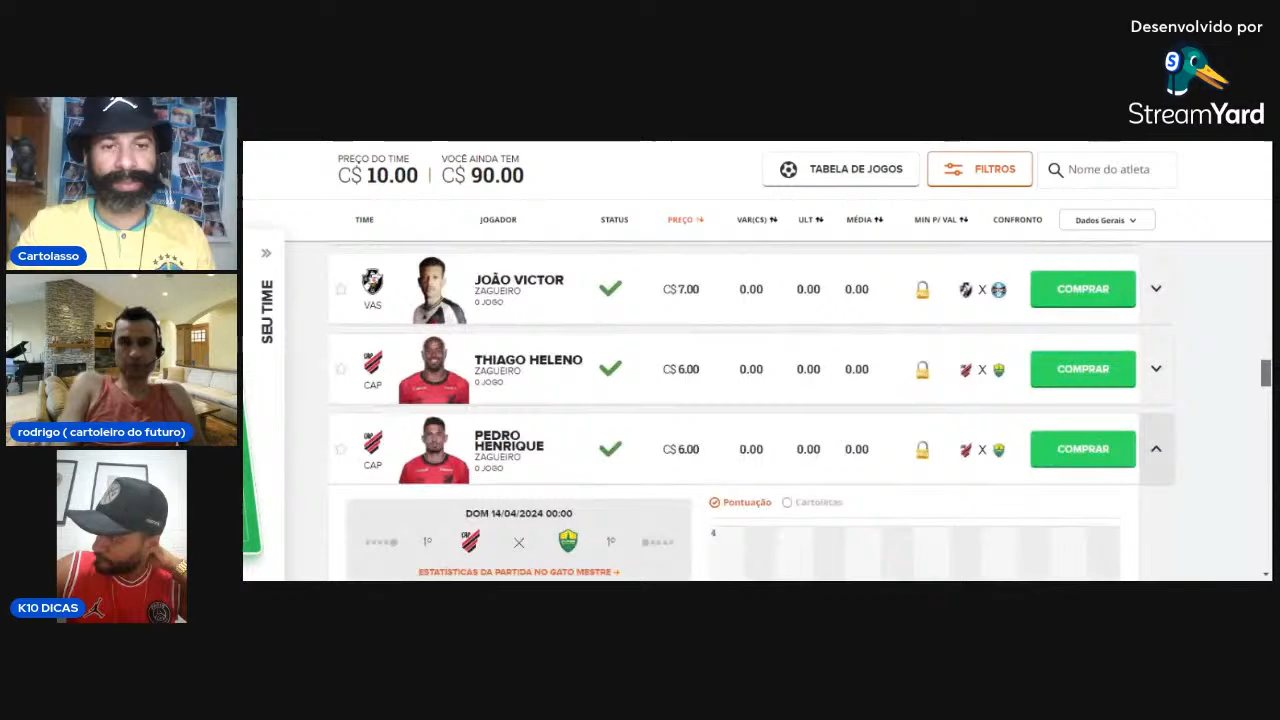 Desenvolvido por
StreamYard
Cartolasso
rodrigo ( cartoleiro do futuro)
K10 DICAS
PREÇO DO TIME
C$ 10.00
VOCÊ AINDA TEM
C$ 90.00
TABELA DE JOGOS
FILTROS
Nome do atleta
TIME JOGADOR STATUS PREÇO VAR(C$) ULT MÉDIA MIN P/ VAL CONFRONTO Dados Gerais
SEU TIME
VAS
JOÃO VICTOR
ZAGUEIRO
0 JOGO
C$ 7.00 0.00 0.00 0.00 X COMPRAR
CAP
THIAGO HELENO
ZAGUEIRO
0 JOGO
C$ 6.00 0.00 0.00 0.00 X COMPRAR
CAP
PEDRO
HENRIQUE
ZAGUEIRO
0 JOGO
C$ 6.00 0.00 0.00 0.00 X COMPRAR
DOM 14/04/2024 00:00
1º CAP X 1º
ESTATÍSTICAS DA PARTIDA NO GATO MESTRE
Pontuação Cartoletas
4